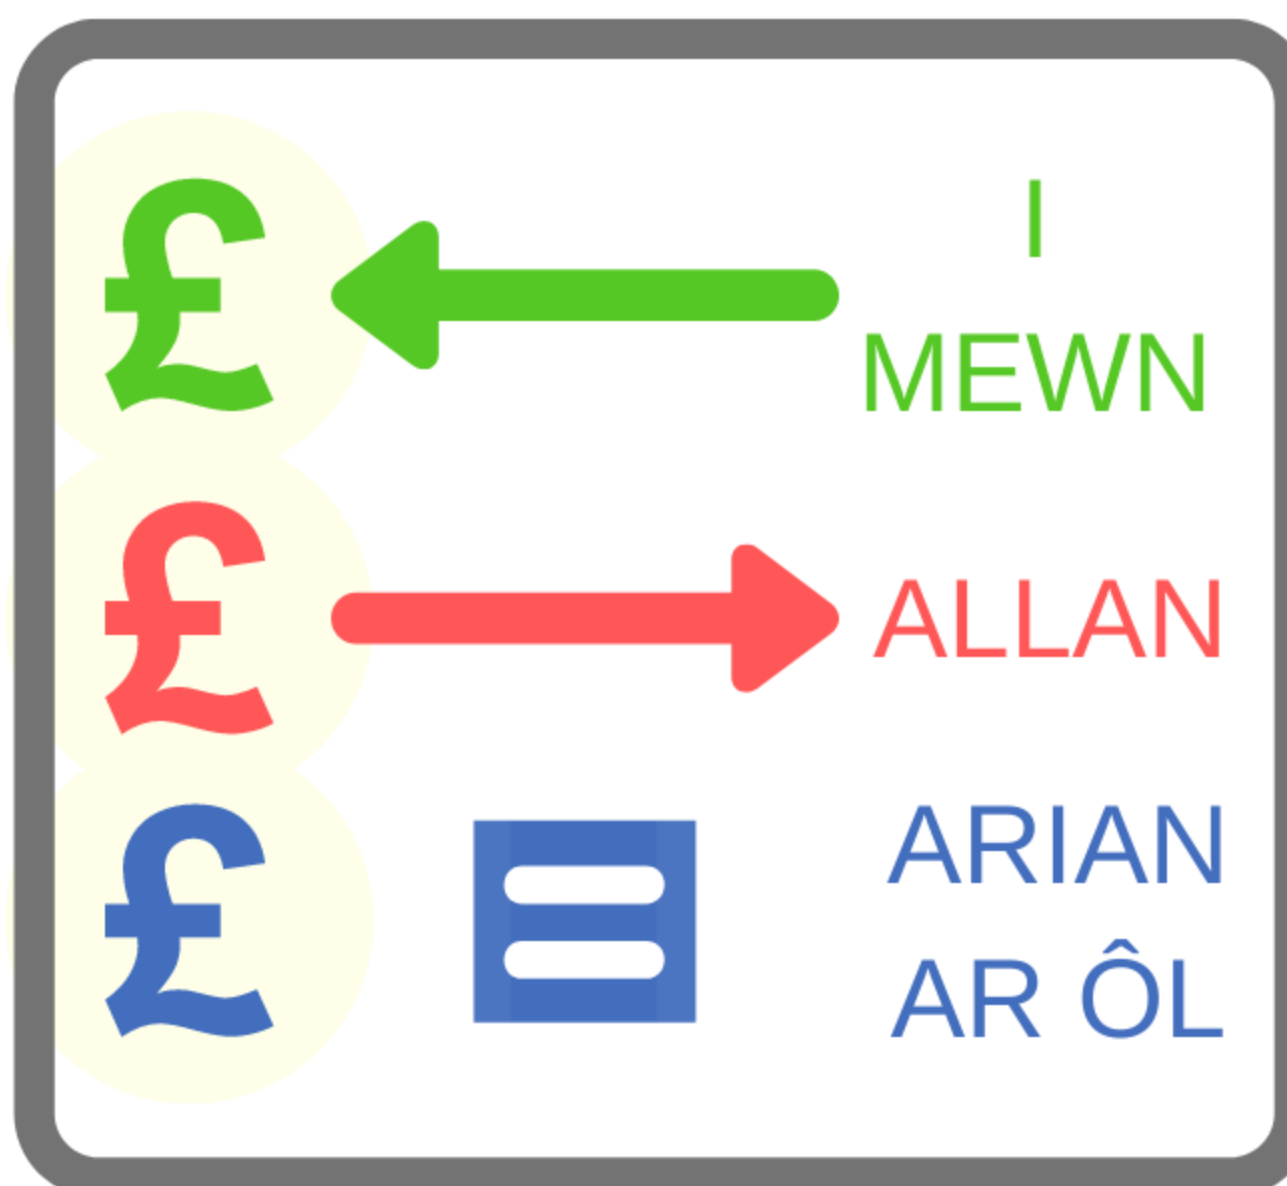 £
I
MEWN
£
ALLAN
£ =
ARIAN
AR ÔL